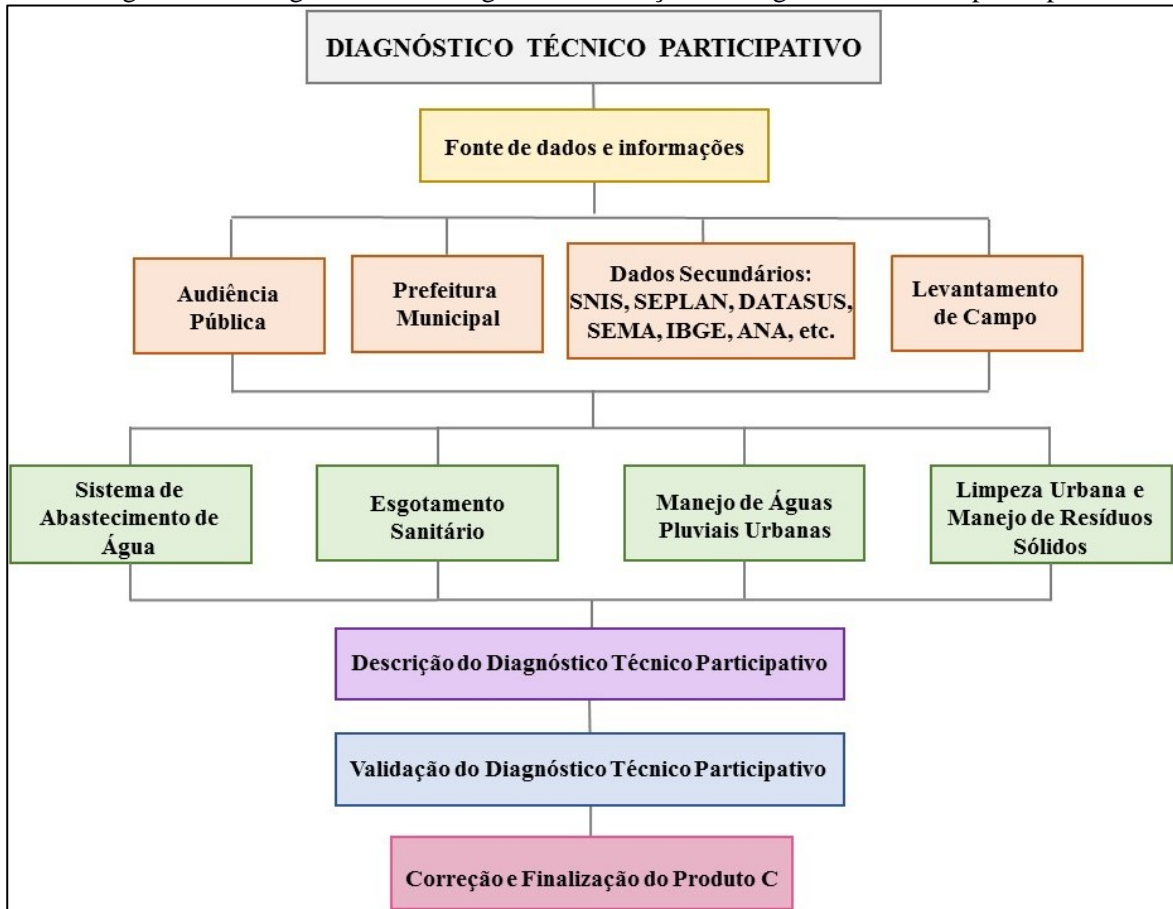 DIAGNÓSTICO TÉCNICO PARTICIPATIVO
Fonte de dados e informações
Audiência
Pública
Prefeitura
Municipal
Dados Secundários:
SNIS, SEPLAN, DATASUS,
SEMA, IBGE, ANA, etc.
Levantamento
de Campo
Sistema de
Abastecimento de
Água
Esgotamento
Sanitário
Manejo de Águas
Pluviais Urbanas
Limpeza Urbana e
Manejo de Resíduos
Sólidos
Descrição do Diagnóstico Técnico Participativo
Validação do Diagnóstico Técnico Participativo
Correção e Finalização do Produto C